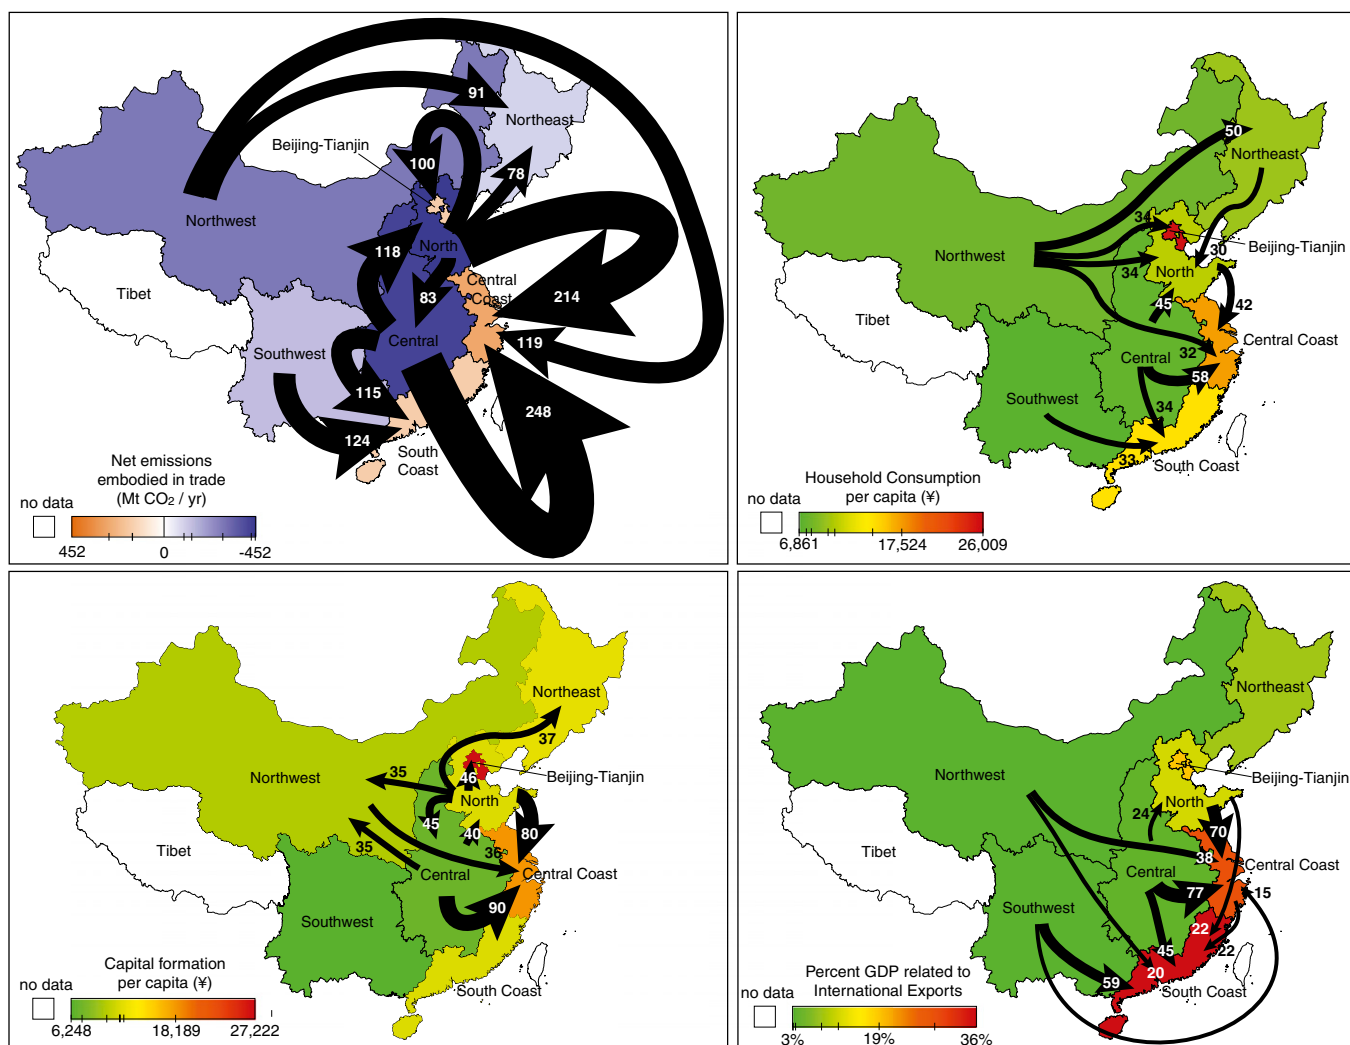 91
Northeast
Beijing-Tianjin
100
78
Northwest
118
North
Tibet
Central
Coast
83
214
Southwest
Central
119
115
248
124
South
Coast
Net emissions
embodied in trade
(Mt CO2 / yr)
no data
452
0
-452
50
Northeast
34
Beijing-Tianjin
30
Northwest
34
North
Tibet
45
42
Central Coast
32
Central
58
Southwest
34
33
South Coast
Household Consumption
per capita (¥)
no data
6,861
17,524
26,009
Northeast
37
Beijing-Tianjin
35
46
Northwest
North
45
40
80
Tibet
35
36
Central
Central Coast
90
Southwest
Capital formation
per capita (¥)
South Coast
no data
6,248
18,189
27,222
Northeast
Beijing-Tianjin
Northwest
North
24
70
Tibet
38
Central Coast
Central
77
15
Southwest
22
45
22
20
59
South Coast
Percent GDP related to
International Exports
no data
3%
19%
36%